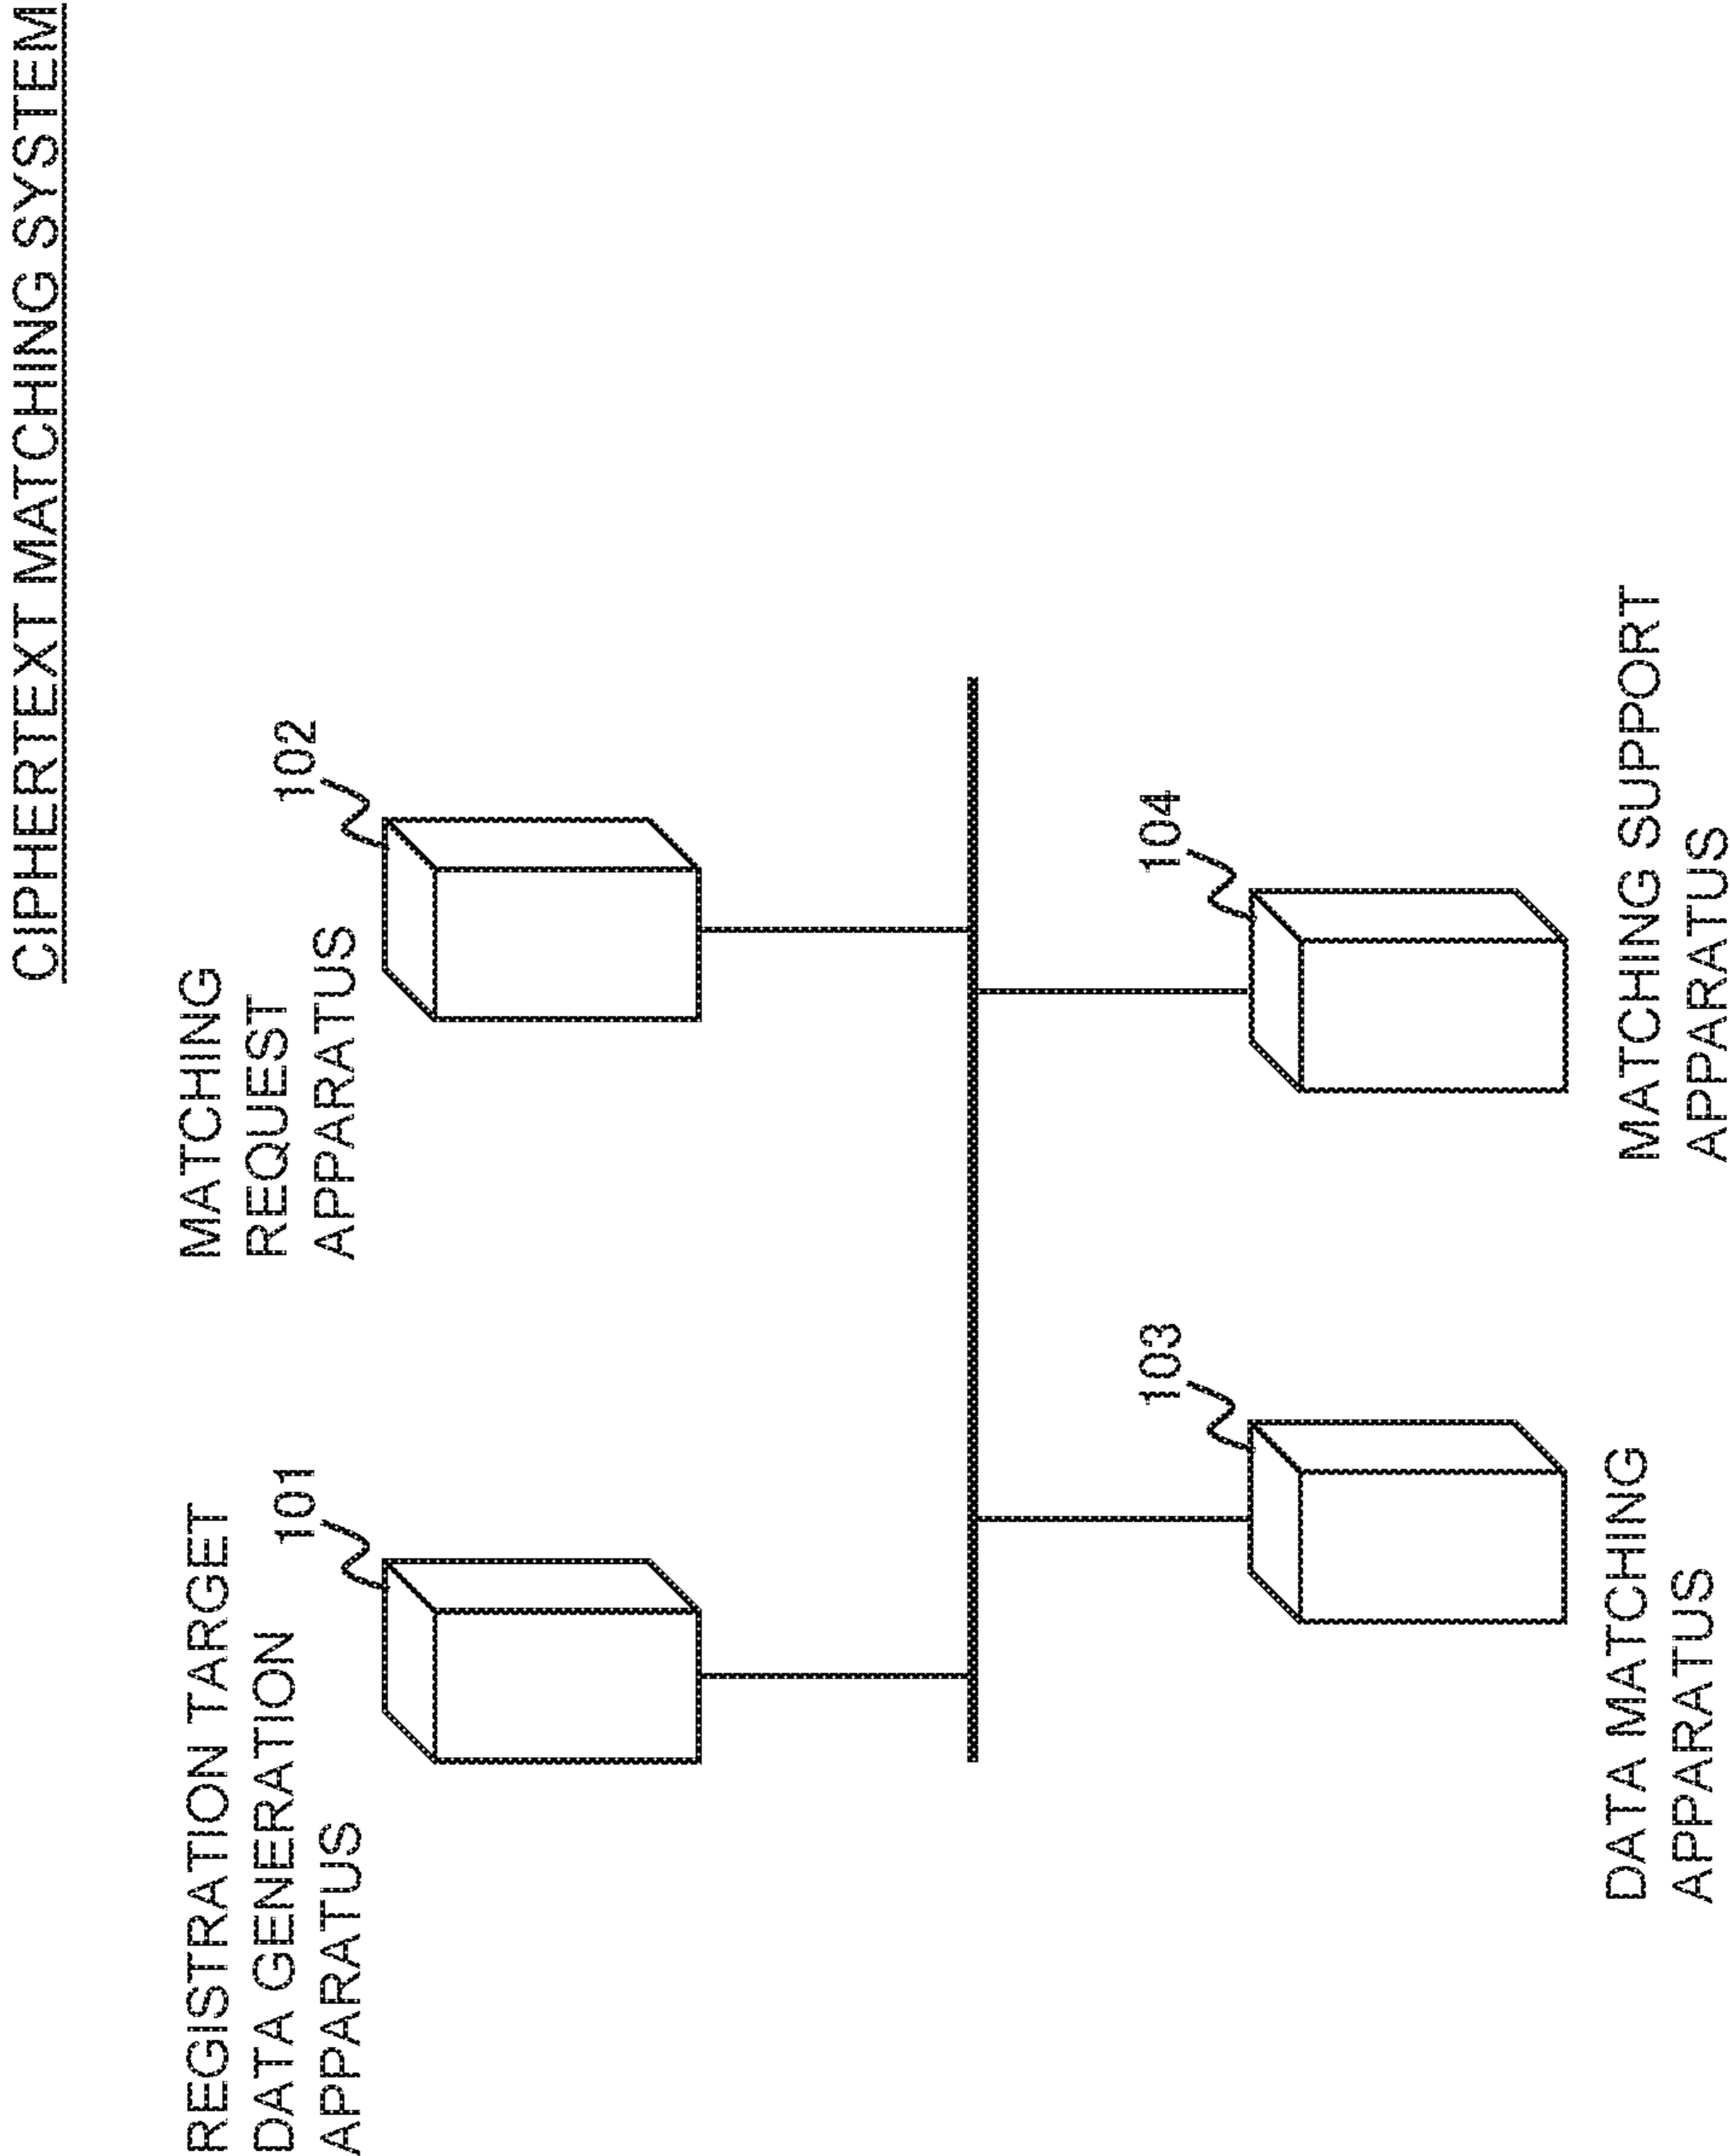 CIPHERTEXT MATCHING SYSTEM
REGISTRATION TARGET
DATA GENERATION
APPARATUS
101
MATCHING
REQUEST
APPARATUS
102
103
DATA MATCHING
APPARATUS
104
MATCHING SUPPORT
APPARATUS